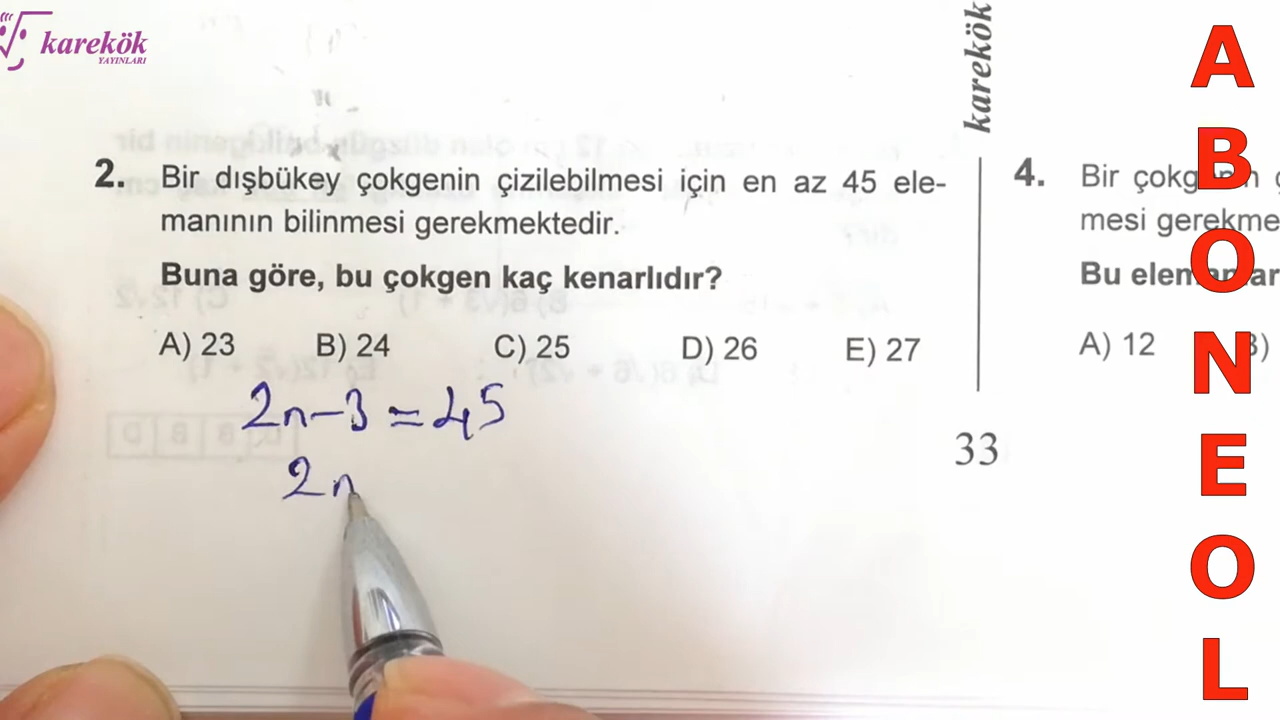 karekök
YAYINLARI
karekök
2. Bir dışbükey çokgenin çizilebilmesi için en az 45 ele-
manının bilinmesi gerekmektedir.
Buna göre, bu çokgen kaç kenarlıdır?
A) 23 B) 24 C) 25 D) 26 E) 27
2n-3 = 45
2n
33
4. Bir
mesi gerekme
Bu
A) 12
ABONE OL